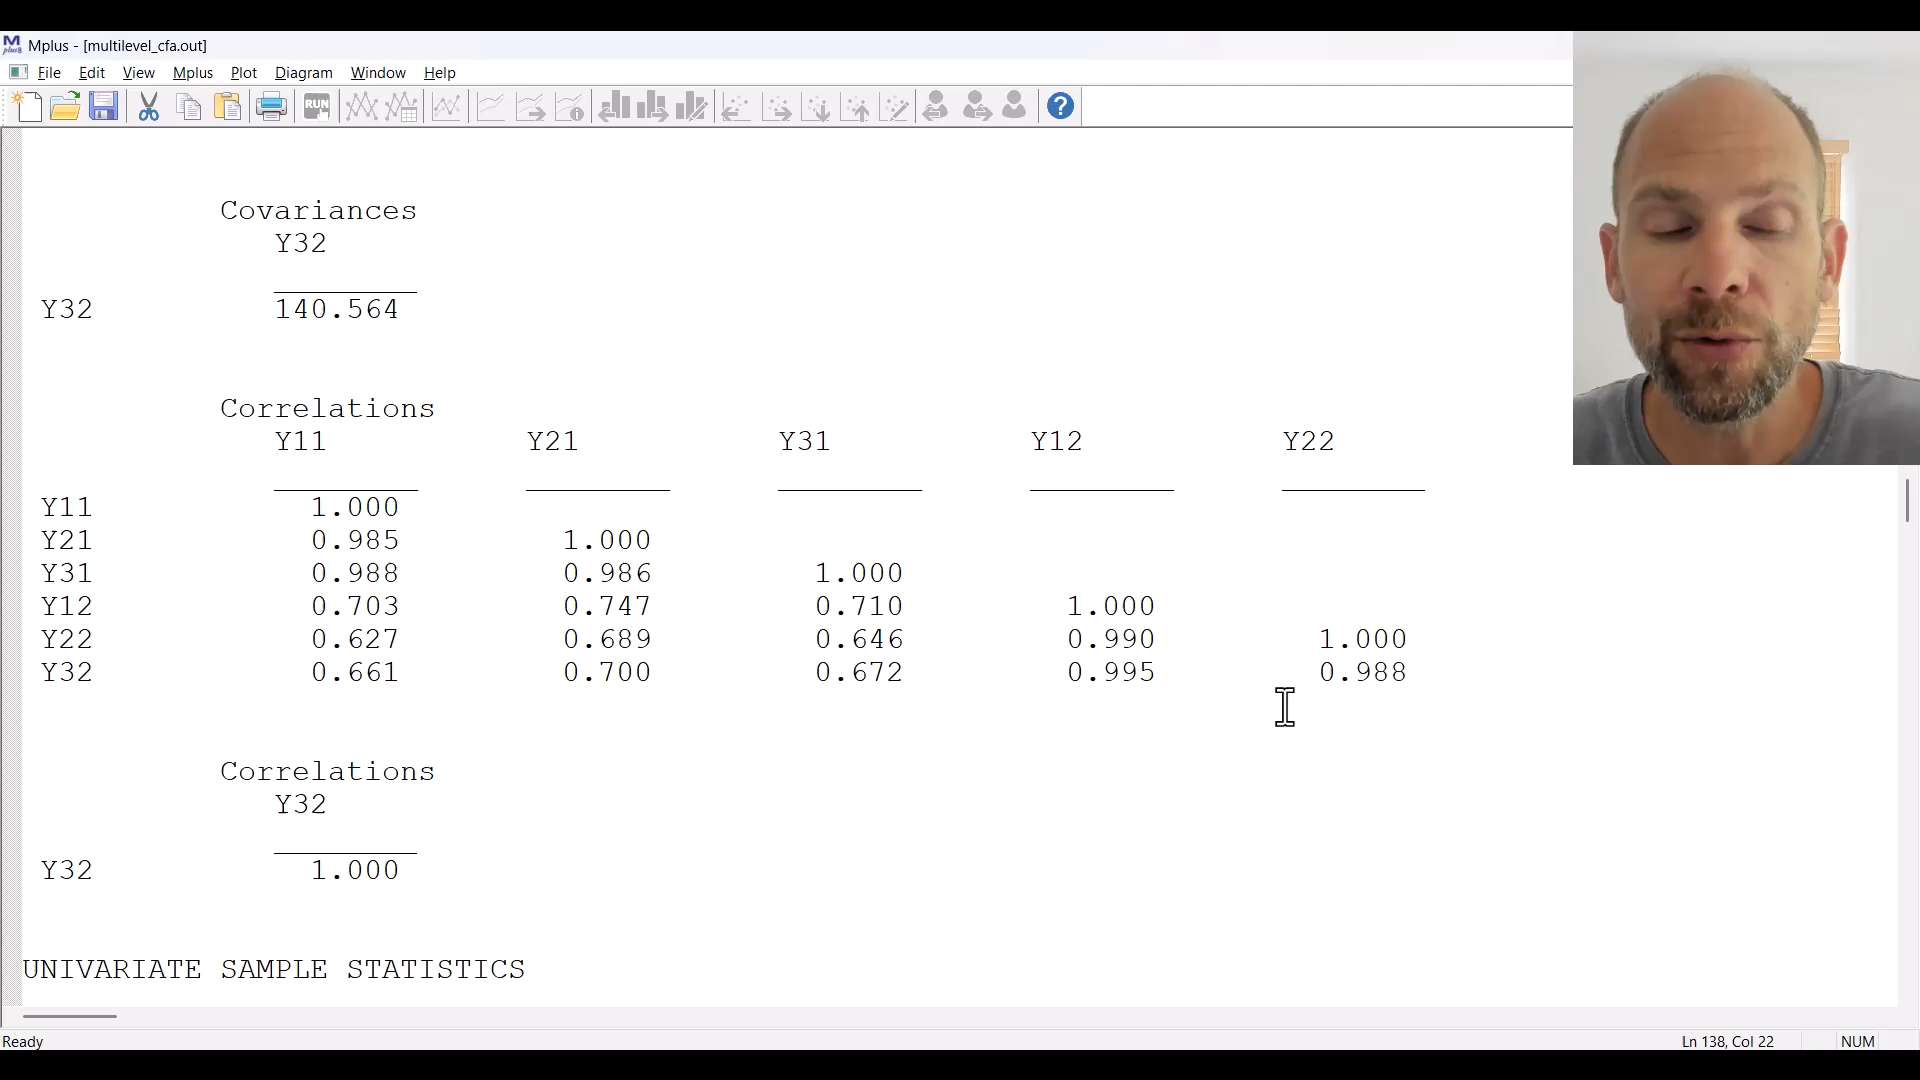 Mplus - [multilevel_cfa.out]
File Edit View Mplus Plot Diagram Window Help
RUN
Covariances
Y32
Y32 140.564
Correlations
Y11 Y21 Y31 Y12 Y22
Y11 1.000
Y21 0.985 1.000
Y31 0.988 0.986 1.000
Y12 0.703 0.747 0.710 1.000
Y22 0.627 0.689 0.646 0.990 1.000
Y32 0.661 0.700 0.672 0.995 0.988
Correlations
Y32
Y32 1.000
UNIVARIATE SAMPLE STATISTICS
Ready Ln 138, Col 22 NUM